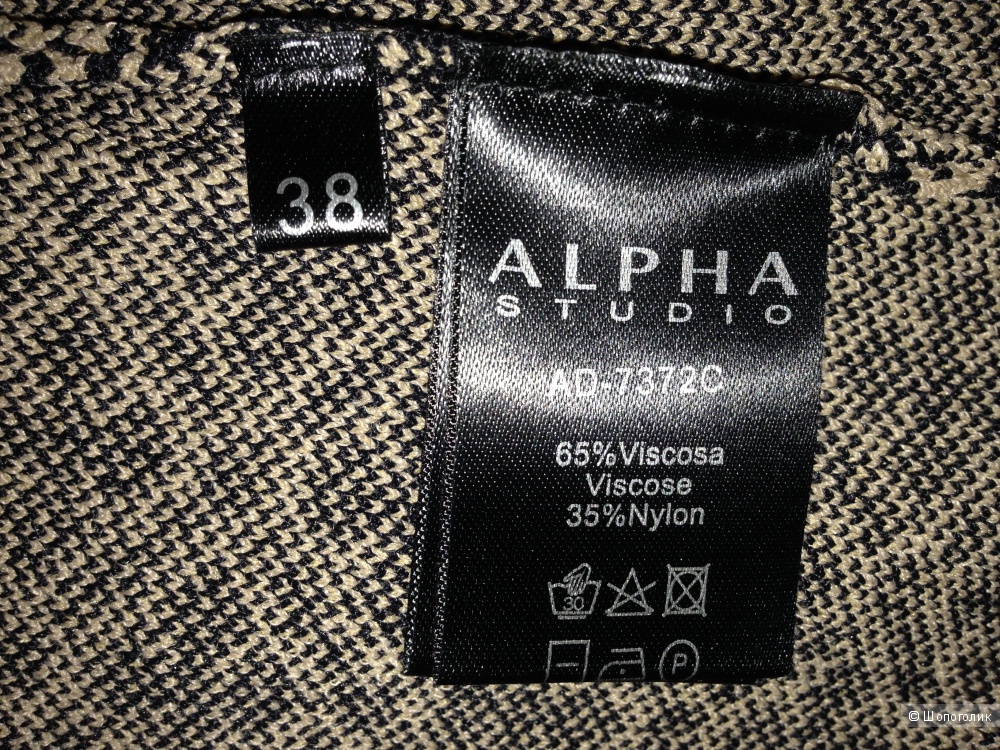 38
ALPHA
STUDIO
AD-7372C
65%Viscosa
Viscose
35%Nylon
30
P
© Шопоголик